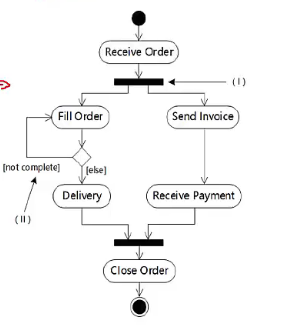 Receive Order
( I )
Fill Order
Send Invoice
[not complete]
[else]
( II )
Delivery
Receive Payment
Close Order